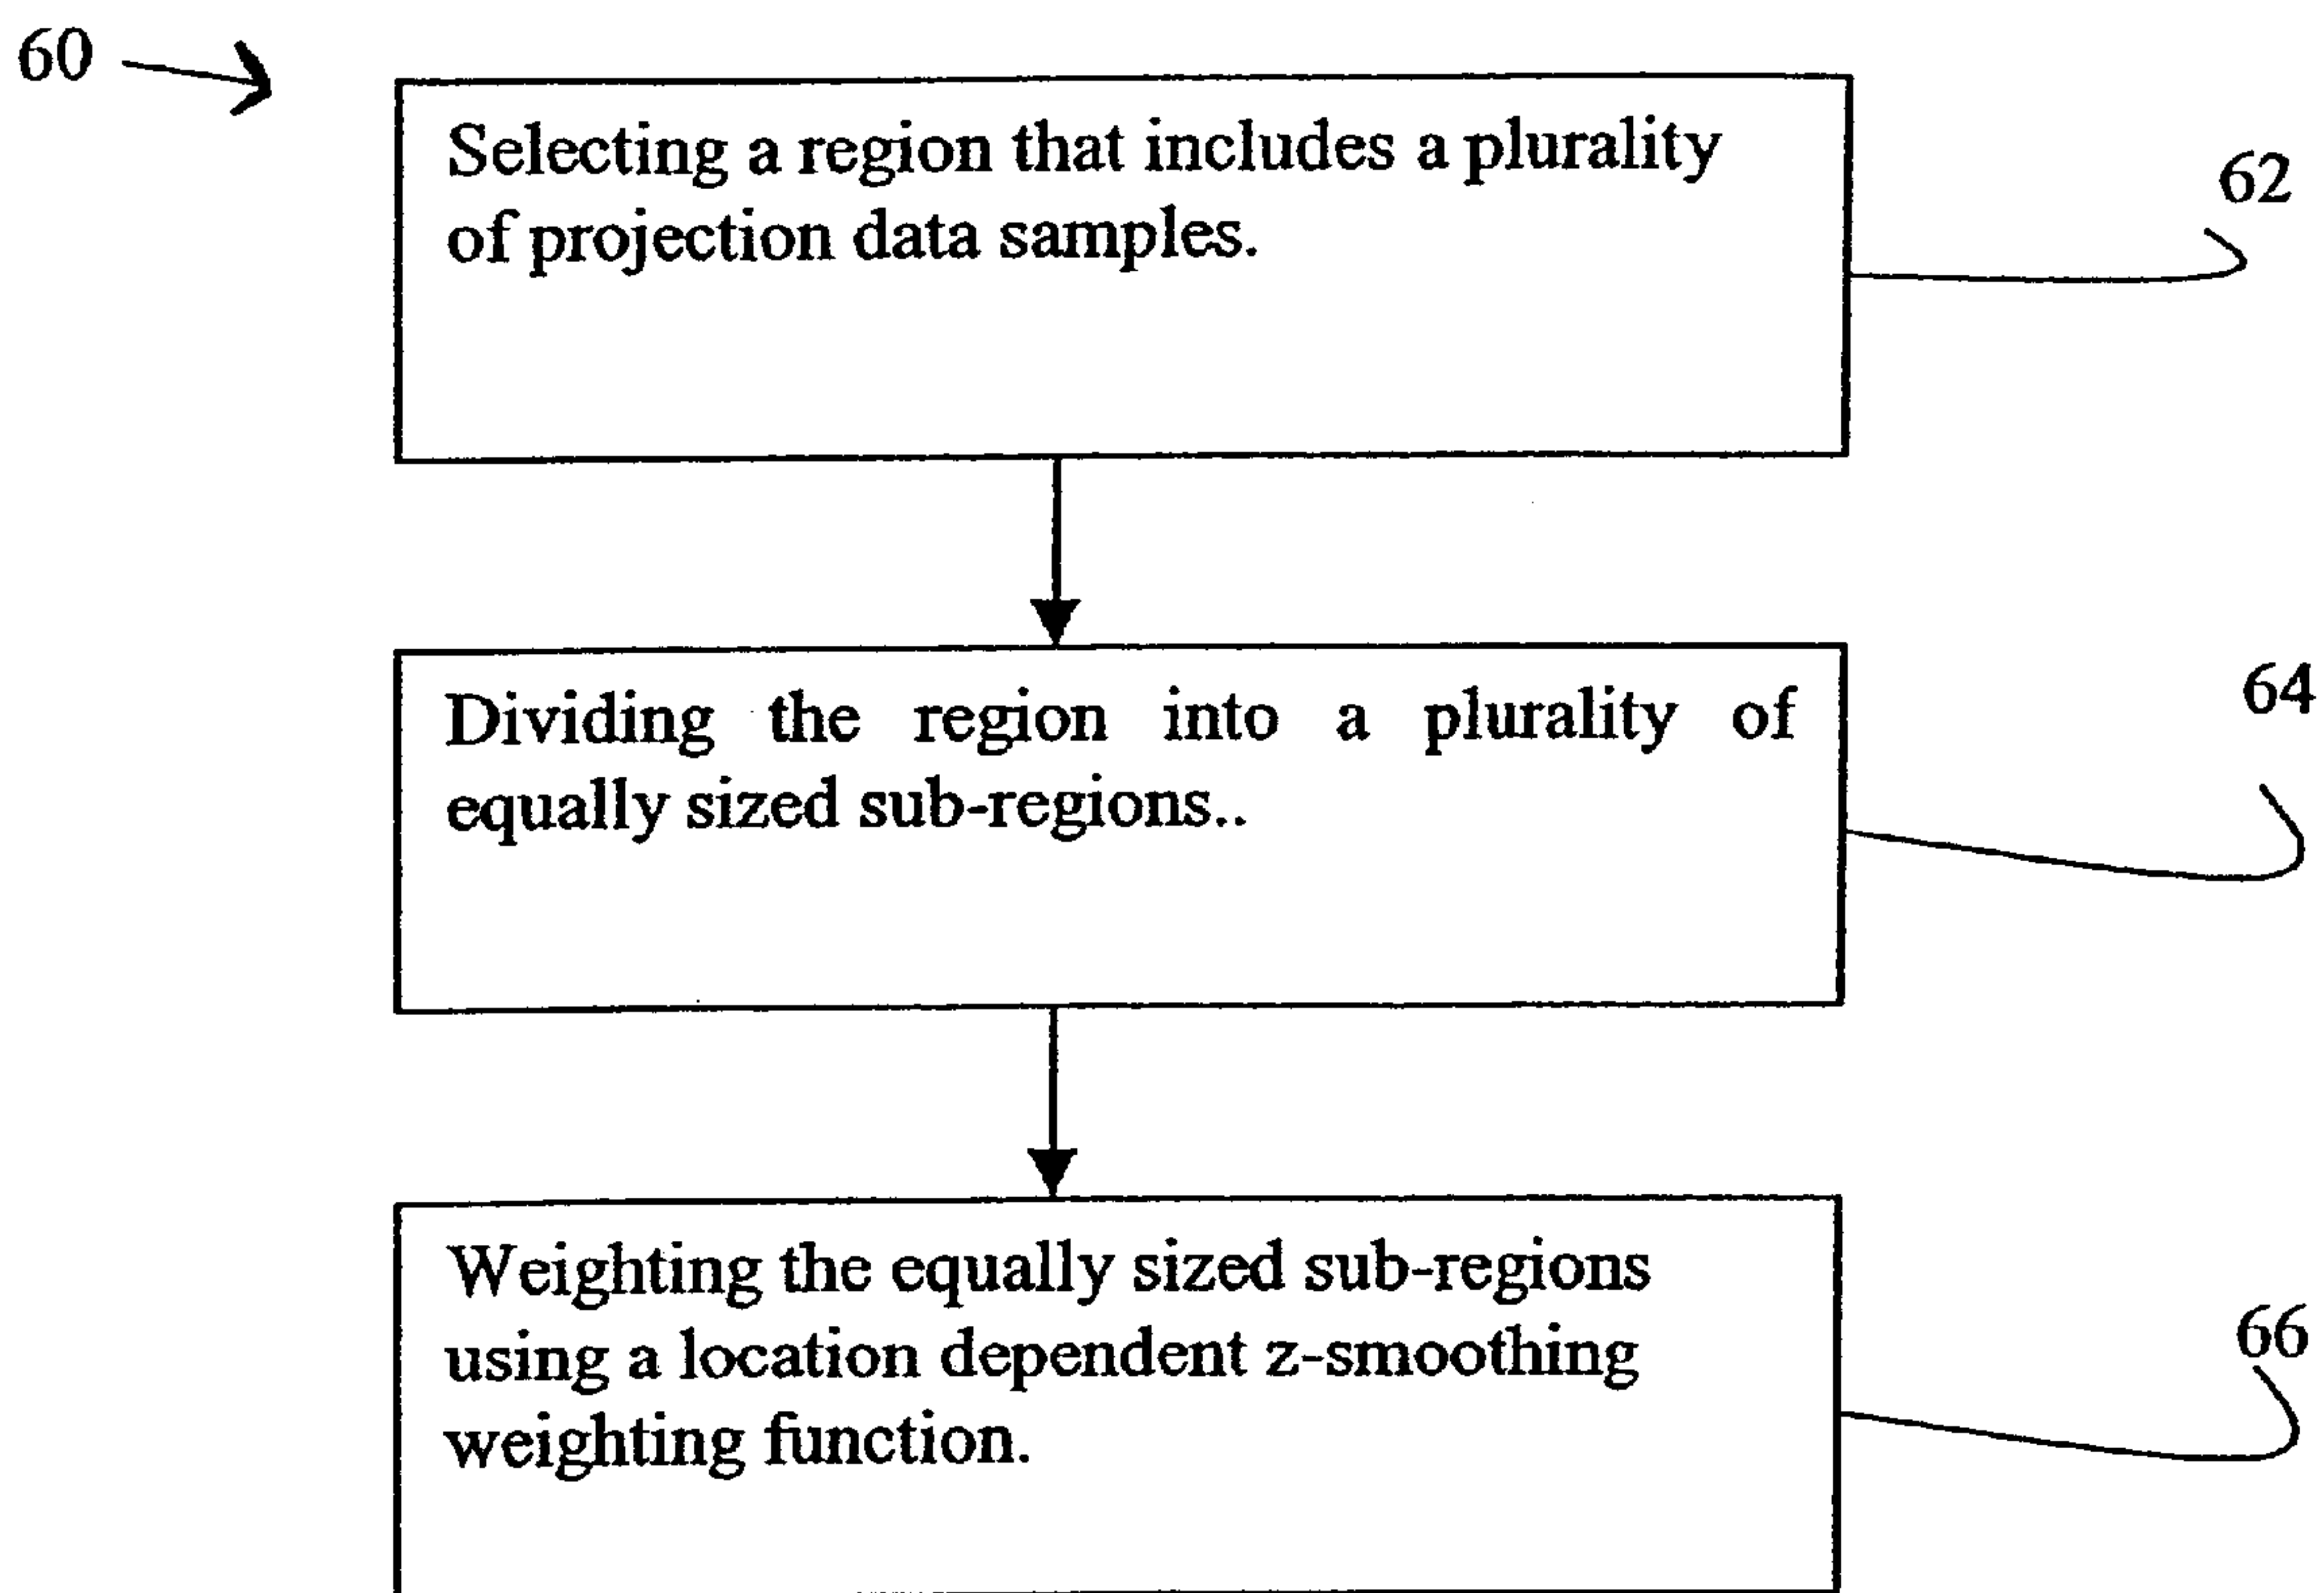 60
Selecting a region that includes a plurality
of projection data samples.
62
Dividing the region into a plurality of
equally sized sub-regions..
64
Weighting the equally sized sub-regions
using a location dependent z-smoothing
weighting function.
66